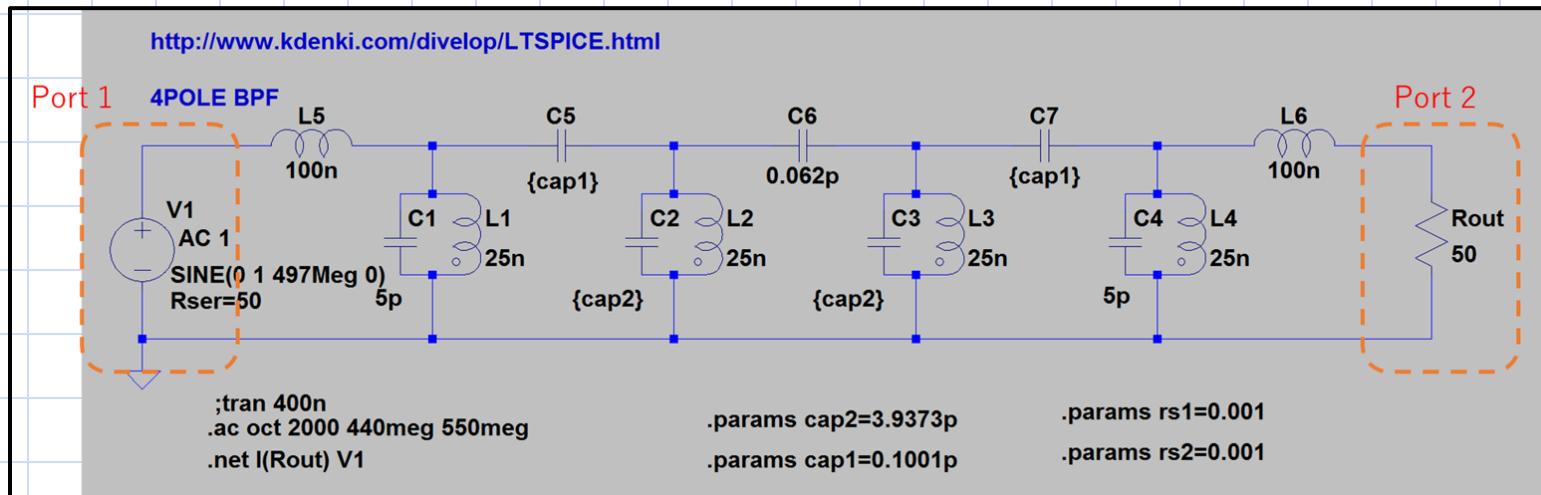 http://www.kdenki.com/divelop/LTSPICE.html
Port 1
4POLE BPF
Port 2
L5
100n
C5
{cap1}
C6
0.062p
C7
{cap1}
L6
100n
V1
AC 1
SINE(0 1 497Meg 0)
Rser=50
C1
5p
L1
25n
C2
{cap2}
L2
25n
C3
{cap2}
L3
25n
C4
5p
L4
25n
Rout
50
;tran 400n
.ac oct 2000 440meg 550meg
.net I(Rout) V1
.params cap2=3.9373p
.params cap1=0.1001p
.params rs1=0.001
.params rs2=0.001